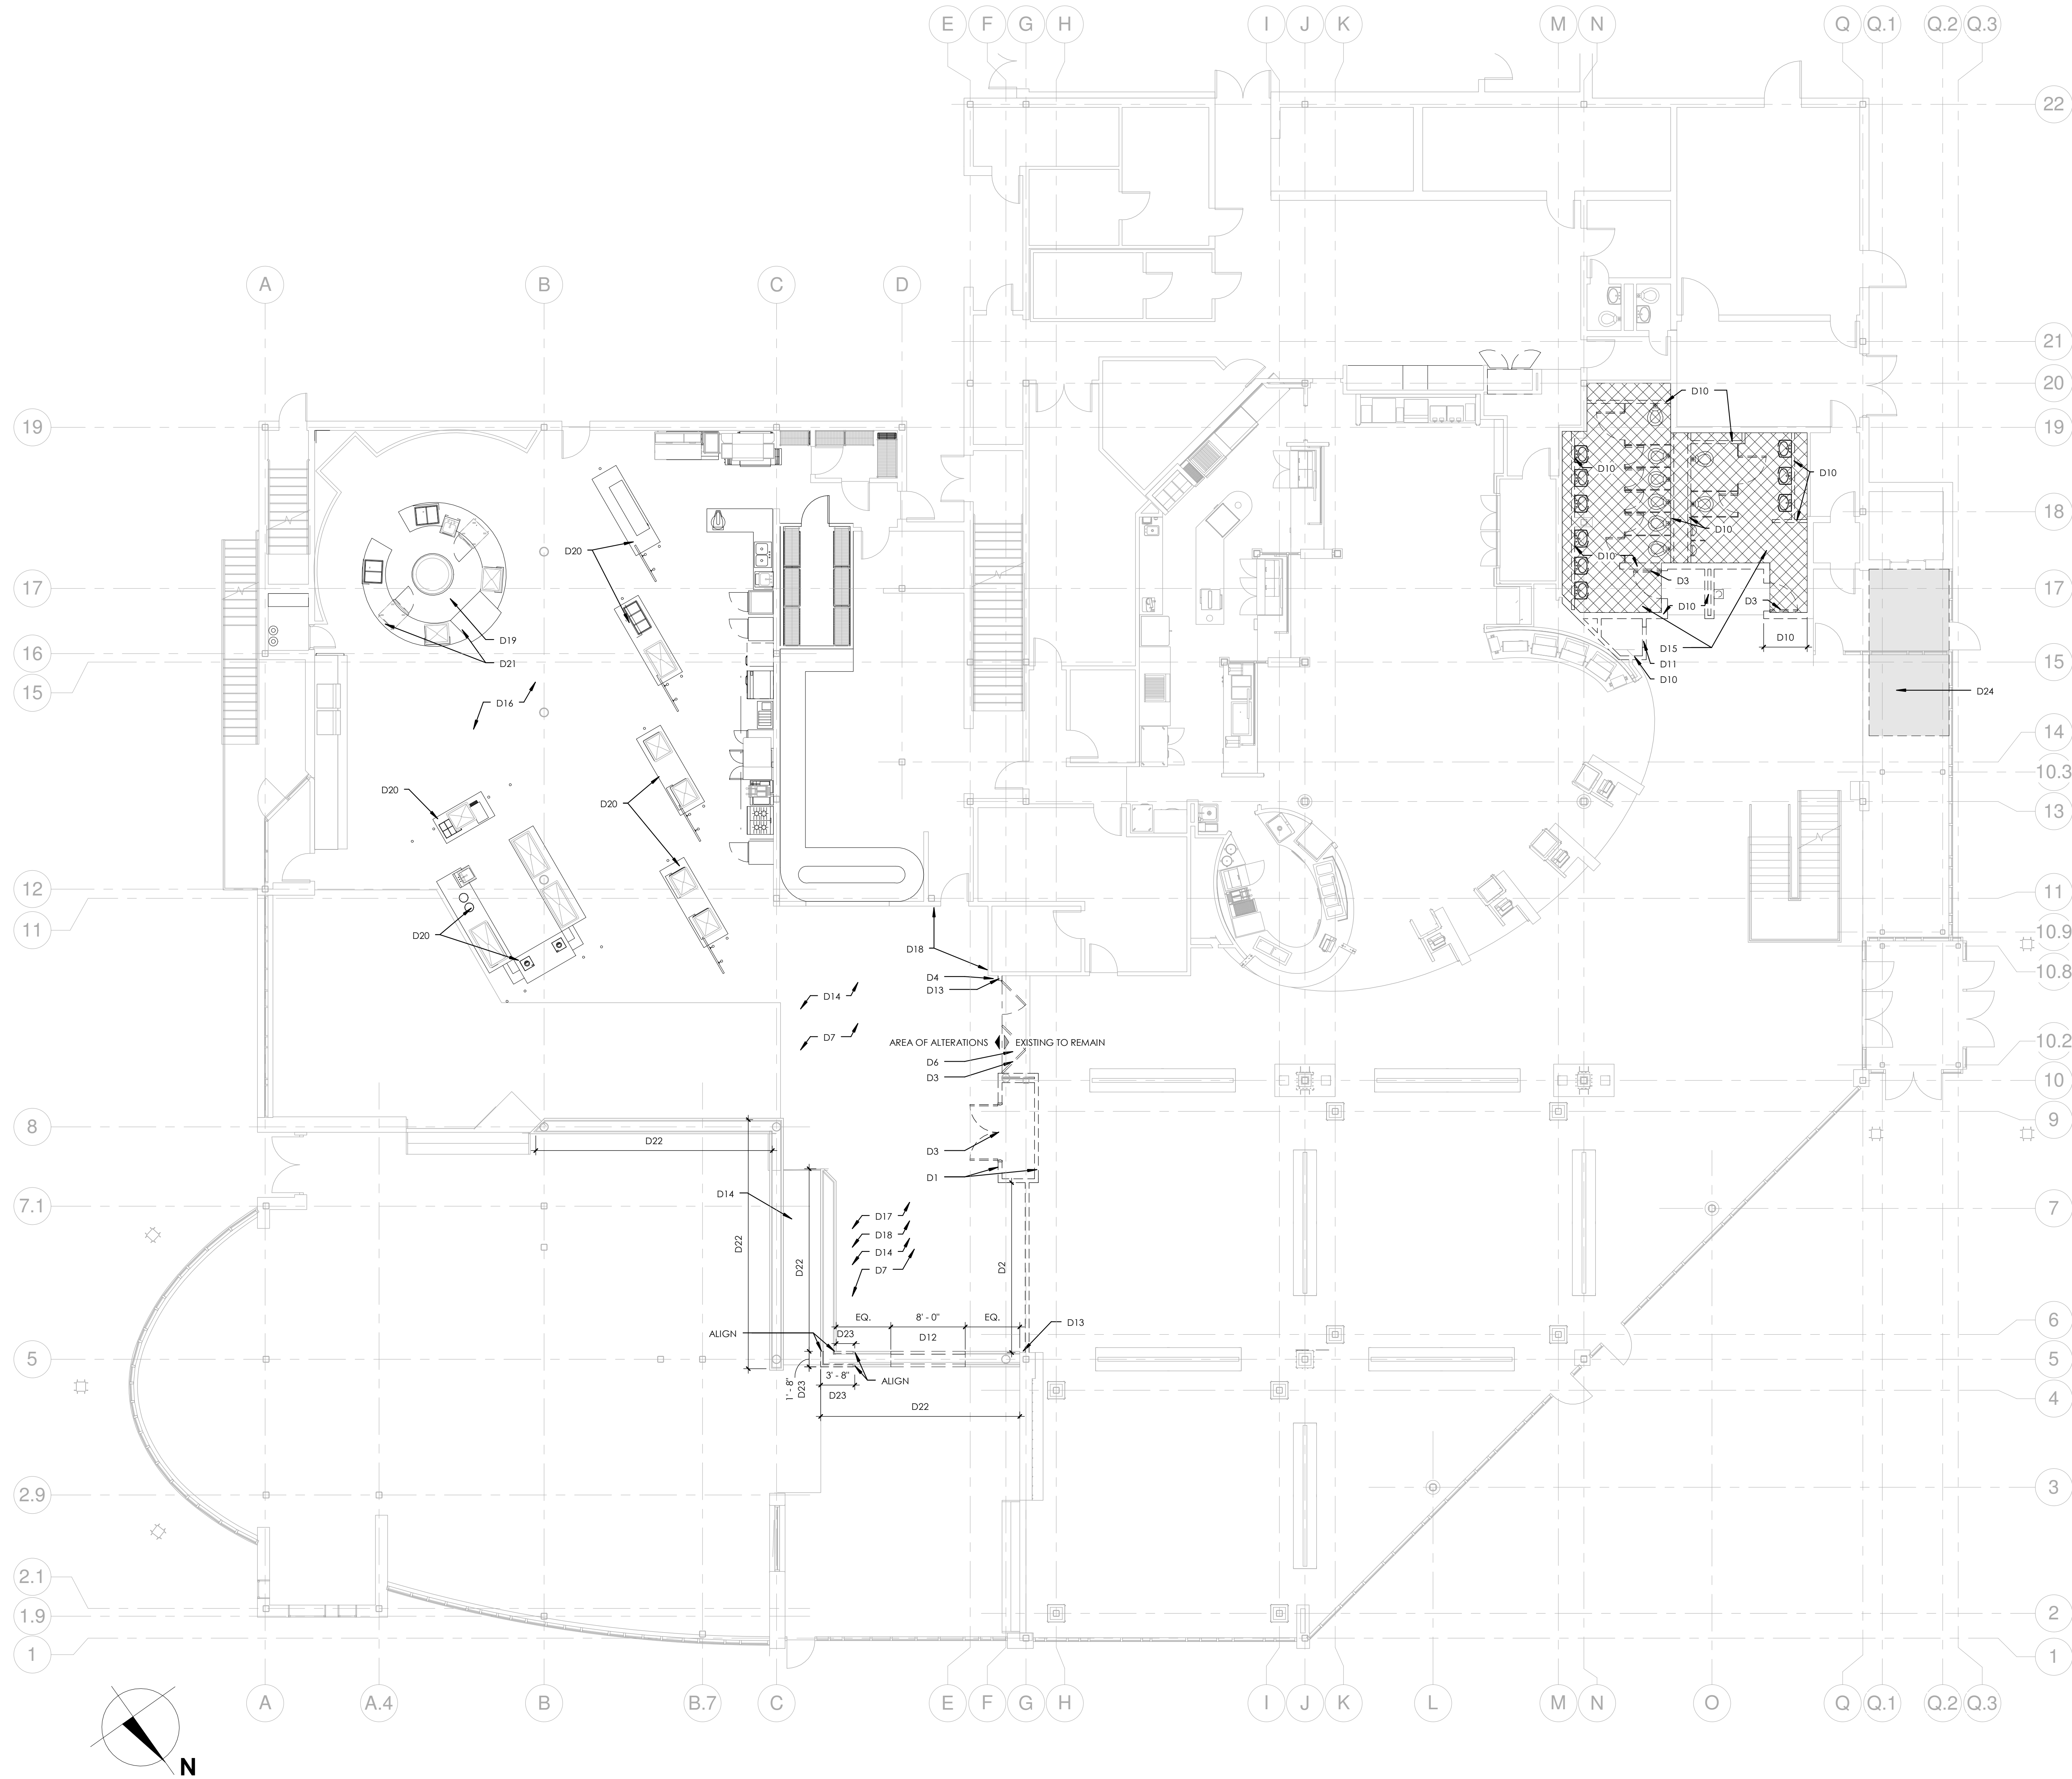 E F G H I J K M N Q Q.1 Q.2 Q.3
22
A B C D
21
20
D10
19 19
D10 D10
18
D10
D20
D10
D3
17 17
D10 D3
D19
D10
D21
D15
16 15
D11
D10
15
D24
D16
14
10.3
D20
D20
13
12 11
11 10.9
D20
D18
10.8
D4
D13
D14
D7
AREA OF ALTERATIONS EXISTING TO REMAIN
10.2
D6
D3
10
9
8
D22
D3
D1
D14
7.1 7
D17
D18
D22
D14
D22
D2
D7
EQ. 8' - 0" EQ.
D13
6
ALIGN D23 D12
5 5
3' - 8"
ALIGN
1' - 8"
D23
D23
4
D22
2.9 3
2.1
1.9 2
1 1
A A.4 B B.7 C E F G H I J K L M N O Q Q.1 Q.2 Q.3
N